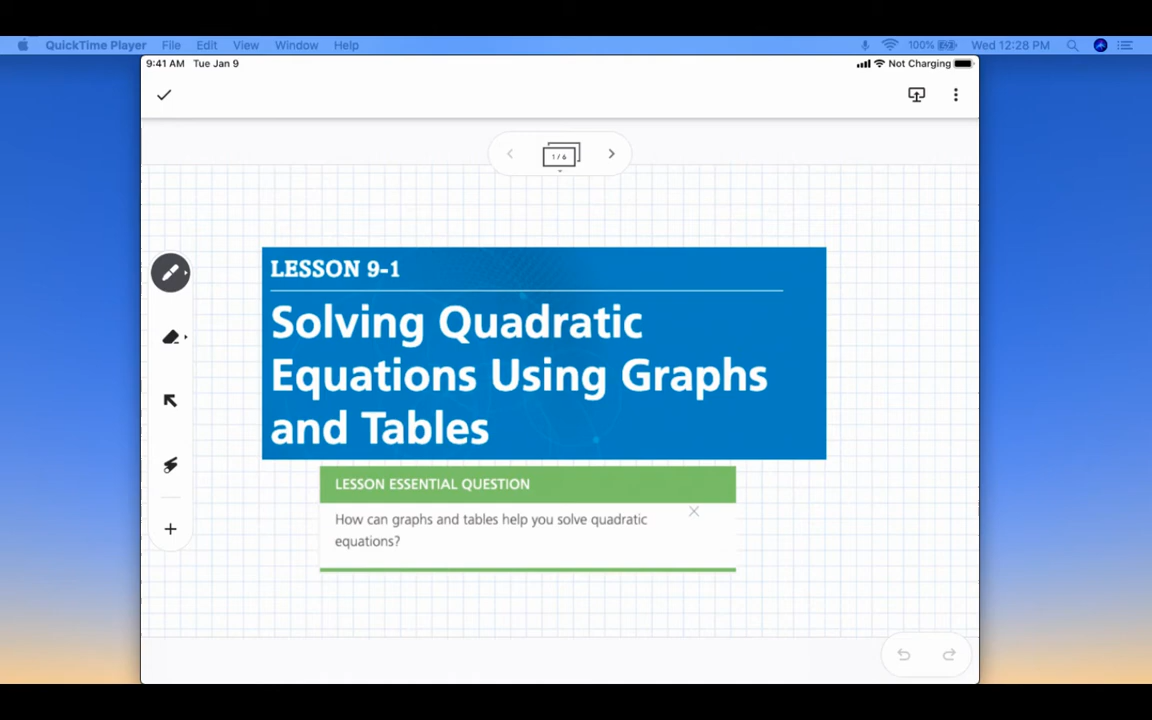 QuickTime Player File Edit View Window Help 100% Wed 12:28 PM
9:41 AM Tue Jan 9 Not Charging
1/6
LESSON 9-1
Solving Quadratic
Equations Using Graphs
and Tables
LESSON ESSENTIAL QUESTION
How can graphs and tables help you solve quadratic
equations?